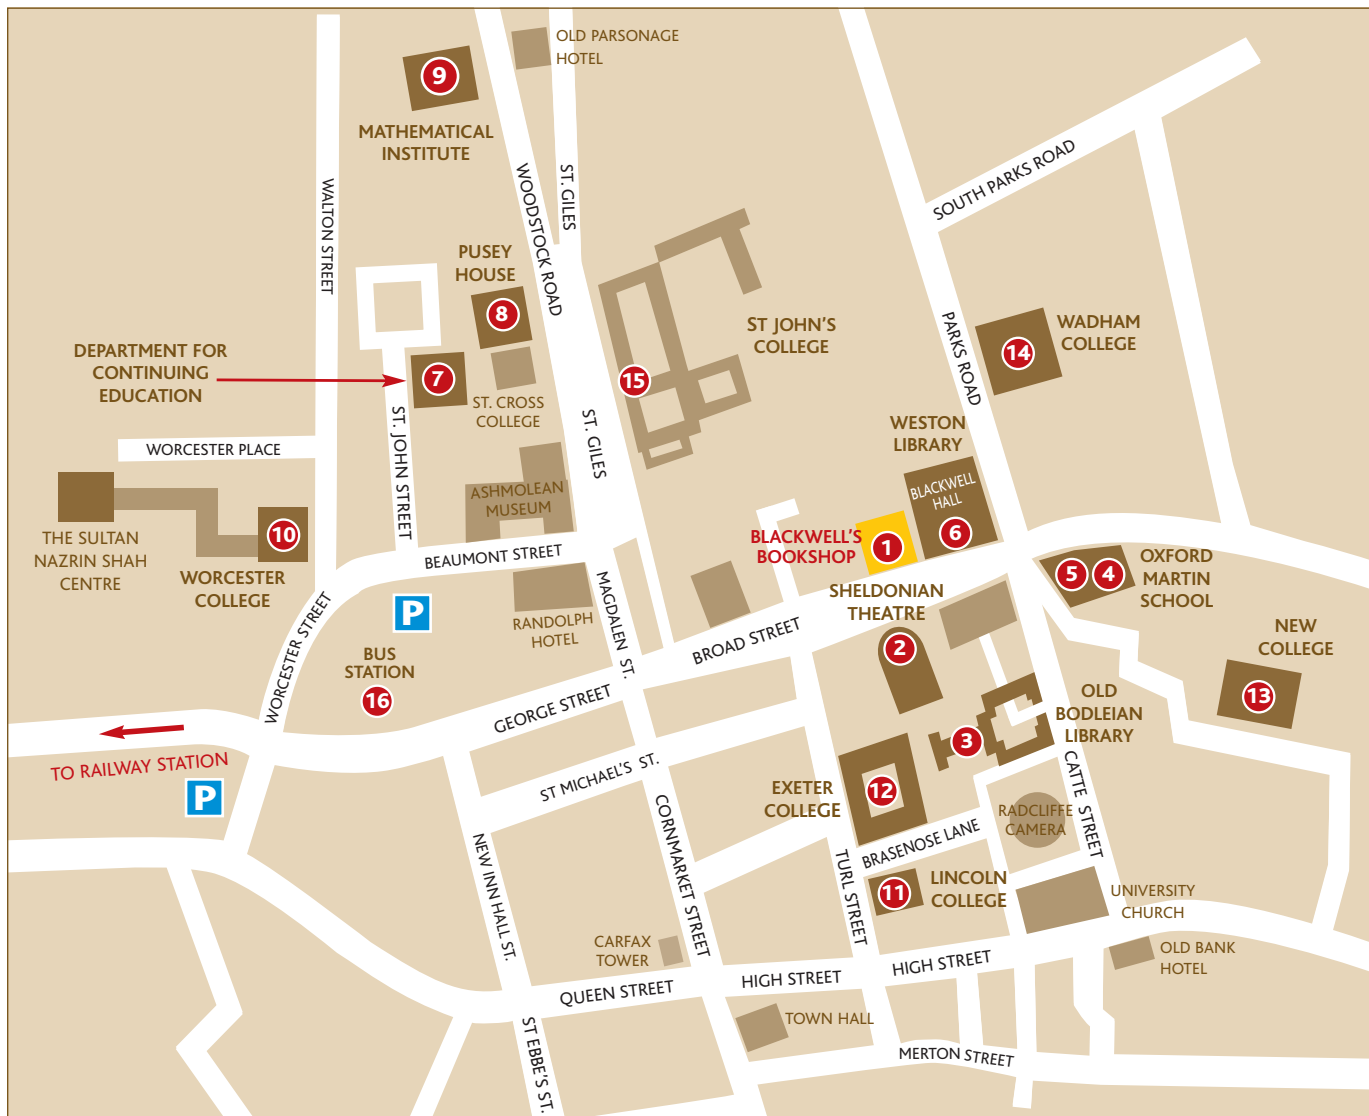 OLD PARSONAGE
HOTEL
9
MATHEMATICAL
INSTITUTE
WALTON STREET
WOODSTOCK ROAD
ST. GILES
SOUTH PARKS ROAD
PUSEY
HOUSE
8
ST JOHN'S
COLLEGE
15
PARKS ROAD
WADHAM
COLLEGE
14
DEPARTMENT FOR
CONTINUING
EDUCATION
7
ST. CROSS
COLLEGE
ST. JOHN STREET
ST. GILES
WORCESTER PLACE
WESTON
LIBRARY
BLACKWELL
HALL
6
ASHMOLEAN
MUSEUM
THE SULTAN
NAZRIN SHAH
CENTRE
10
WORCESTER
COLLEGE
BEAUMONT STREET
BLACKWELL'S
BOOKSHOP
1
5
4
OXFORD
MARTIN
SCHOOL
SHELDONIAN
THEATRE
2
P
RANDOLPH
HOTEL
MAGDALEN ST.
BROAD STREET
NEW
COLLEGE
13
WORCESTER STREET
BUS
STATION
16
GEORGE STREET
OLD
BODLEIAN
LIBRARY
3
TO RAILWAY STATION
P
ST MICHAEL'S ST.
EXETER
COLLEGE
12
CATTE STREET
RADCLIFFE
CAMERA
CORNMARKET STREET
NEW INN HALL ST.
TURL STREET
BRASENOSE LANE
LINCOLN
COLLEGE
11
UNIVERSITY
CHURCH
CARFAX
TOWER
OLD BANK
HOTEL
QUEEN STREET
HIGH STREET
HIGH STREET
TOWN HALL
ST EBBE'S ST.
MERTON STREET